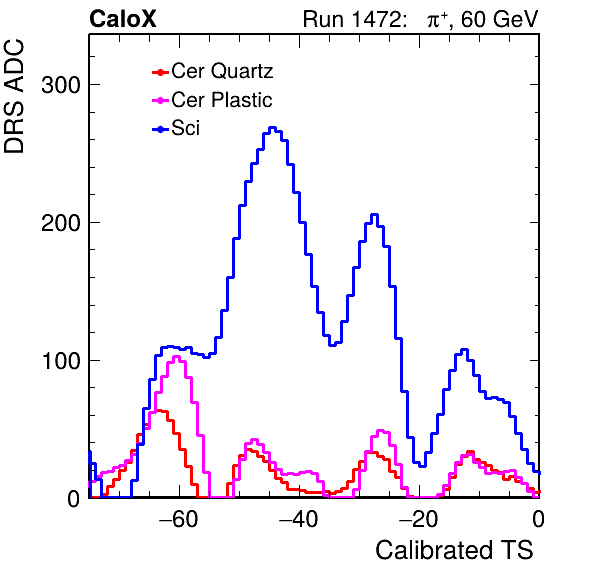 CaloX Run 1472: π⁺, 60 GeV
DRS ADC
Cer Quartz
Cer Plastic
Sci
300
200
100
0
−60 −40 −20 0
Calibrated TS